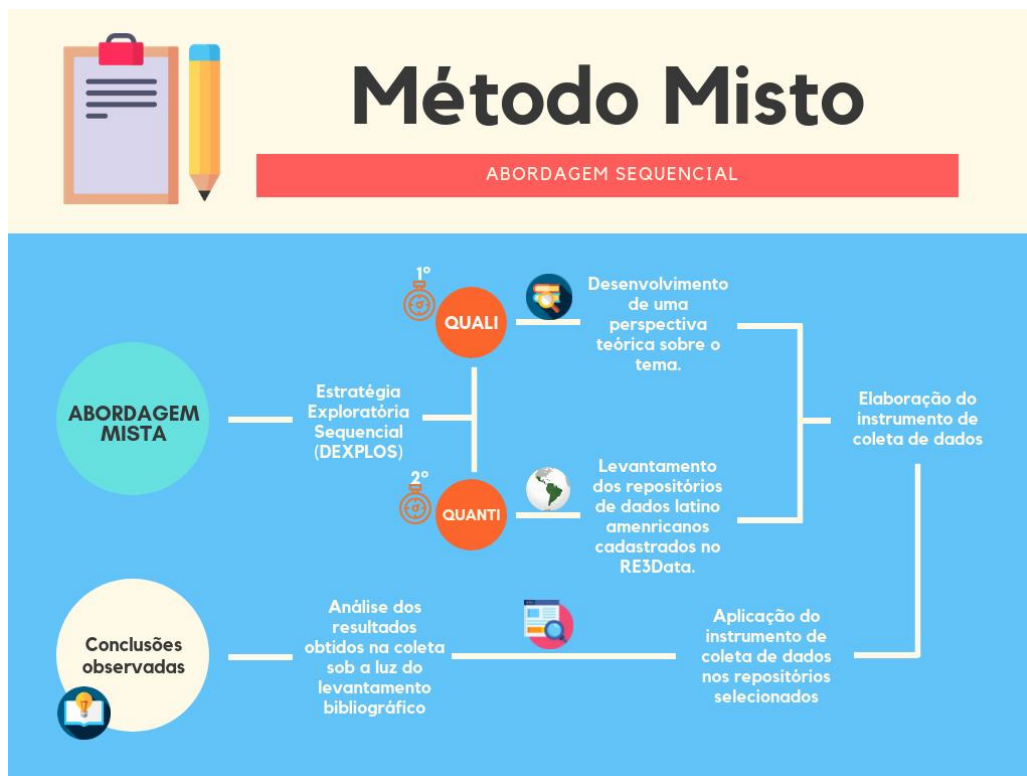 Método Misto
ABORDAGEM SEQUENCIAL
ABORDAGEM
MISTA
Estratégia
Exploratória
Sequencial
(DEXPLOS)
1º
QUALI
Desenvolvimento
de uma
perspectiva
teórica sobre o
tema.
2º
QUANTI
Levantamento
dos repositórios
de dados latino
amenricanos
cadastrados no
RE3Data.
Elaboração do
instrumento de
coleta de dados
Aplicação do
instrumento de
coleta de dados
nos repositórios
selecionados
Análise dos
resultados
obtidos na coleta
sob a luz do
levantamento
bibliográfico
Conclusões
observadas